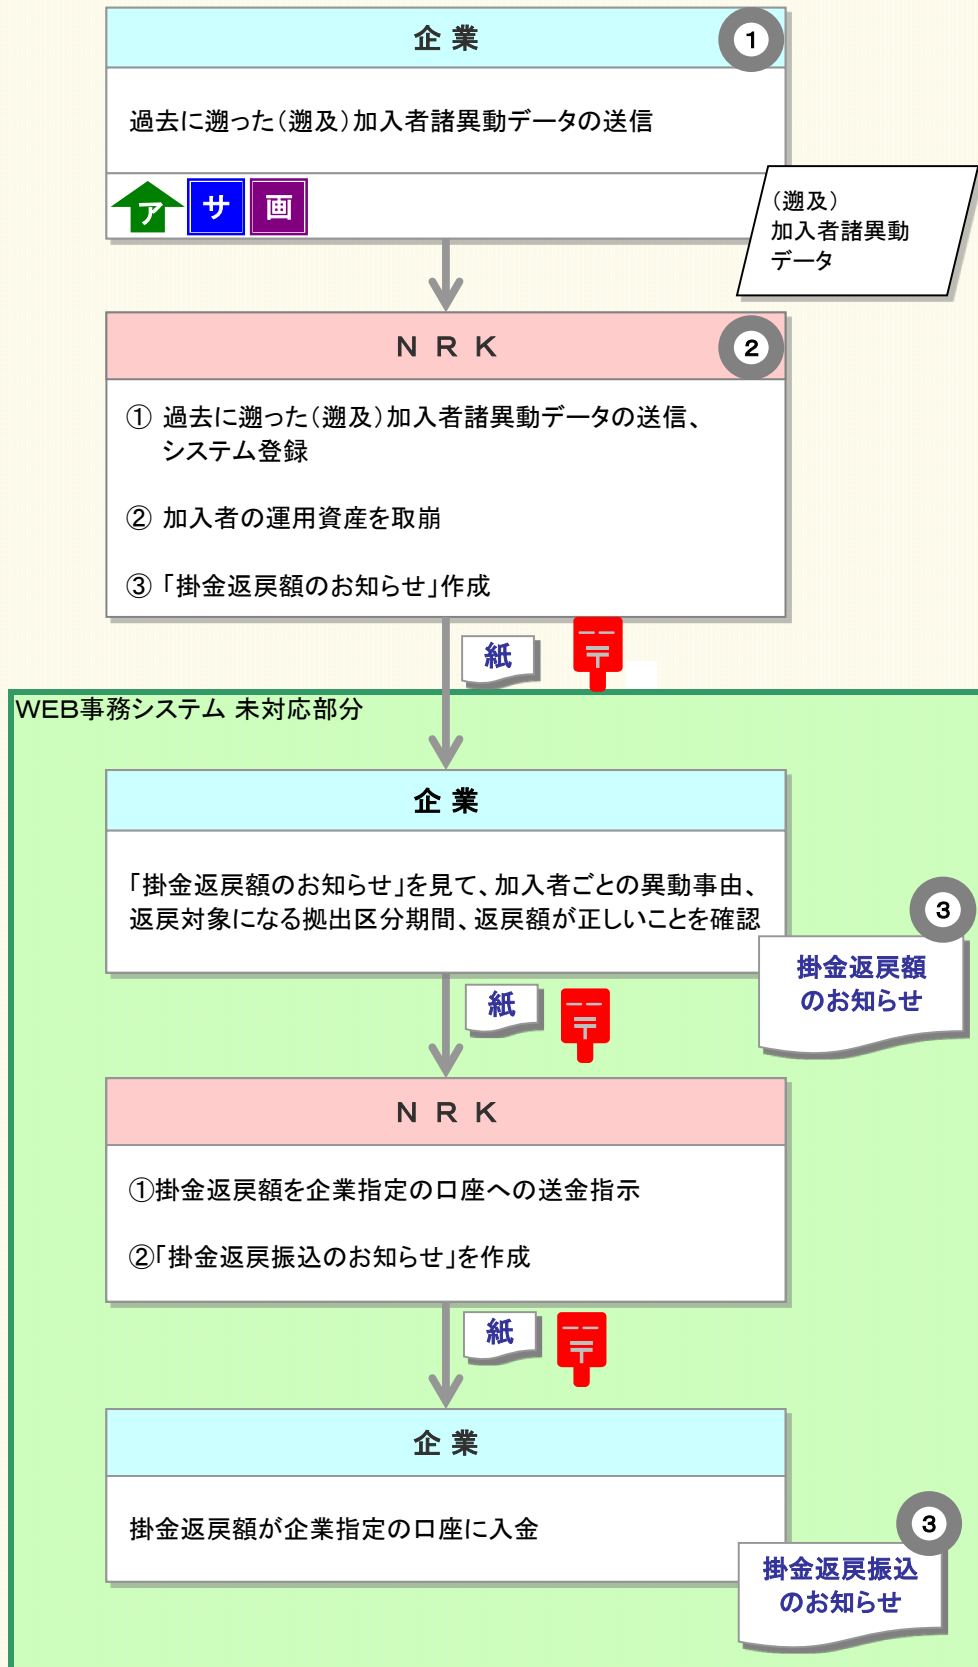 企 業
1
過去に遡った(遡及)加入者諸異動データの送信
ア サ 画
(遡及)
加入者諸異動
データ
N R K
2
① 過去に遡った(遡及)加入者諸異動データの送信、
システム登録
② 加入者の運用資産を取崩
③ 「掛金返戻額のお知らせ」作成
紙
〒
WEB事務システム 未対応部分
企 業
「掛金返戻額のお知らせ」を見て、加入者ごとの異動事由、
返戻対象になる拠出区分期間、返戻額が正しいことを確認
3
掛金返戻額
のお知らせ
紙
〒
N R K
①掛金返戻額を企業指定の口座への送金指示
②「掛金返戻振込のお知らせ」を作成
紙
〒
企 業
掛金返戻額が企業指定の口座に入金
3
掛金返戻振込
のお知らせ